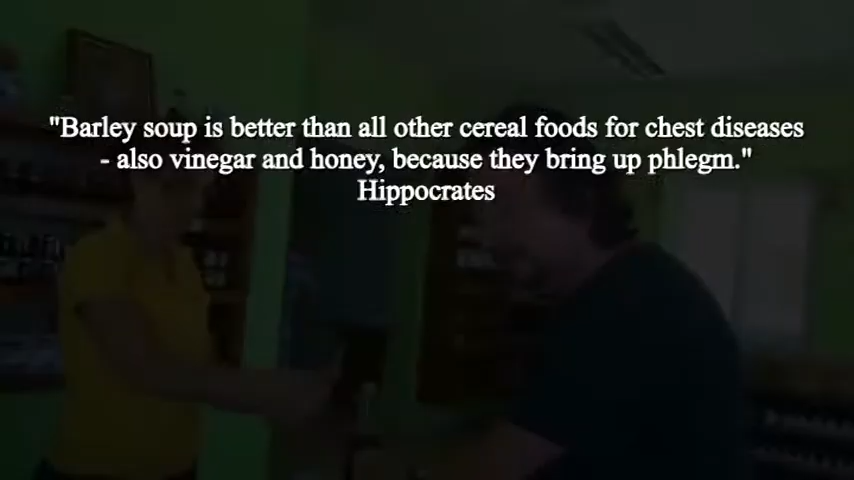 "Barley soup is better than all other cereal foods for chest diseases
- also vinegar and honey, because they bring up phlegm."
Hippocrates